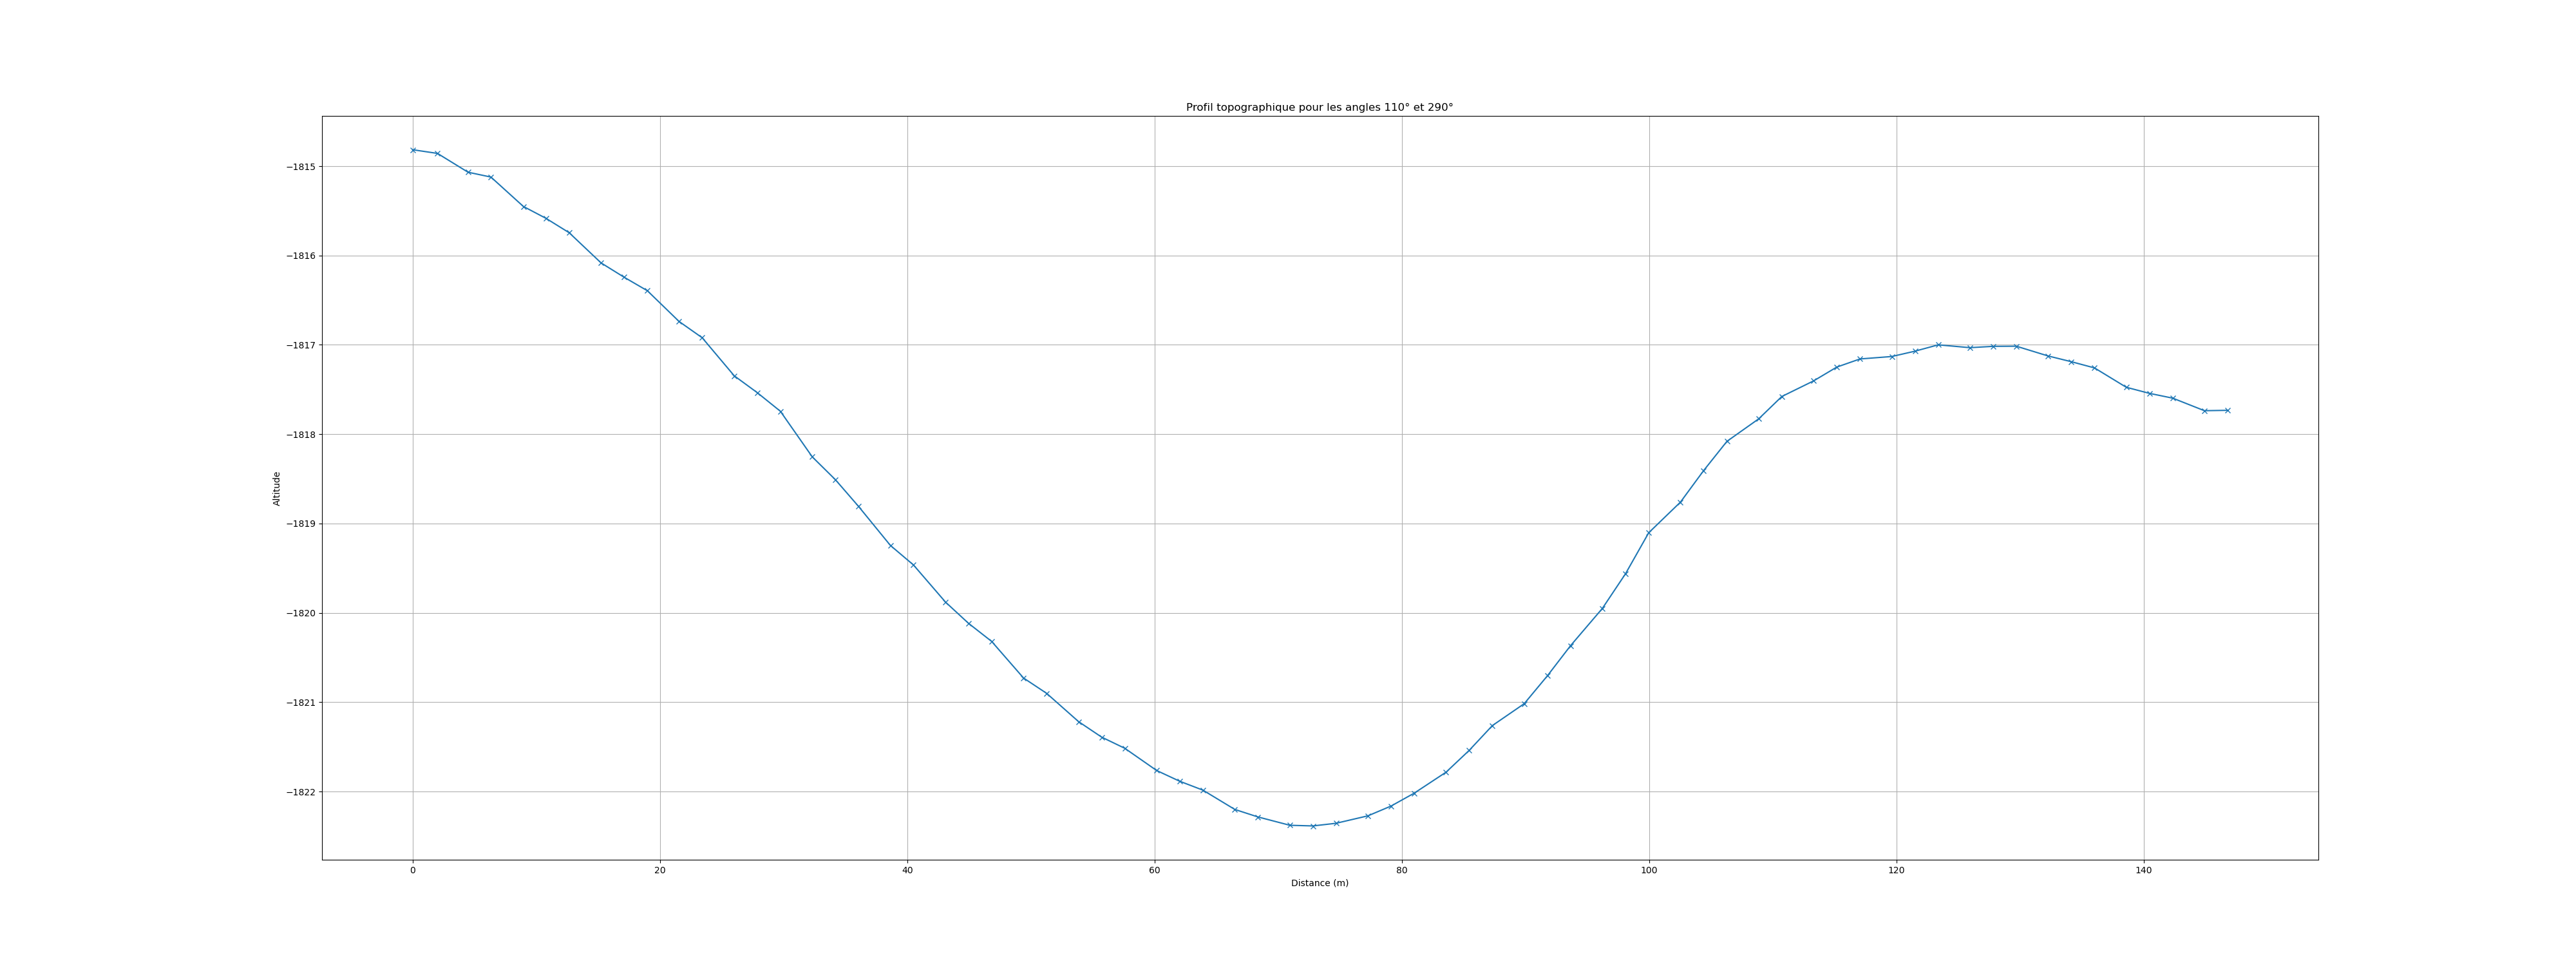 Profil topographique pour les angles 110° et 290°
−1815
−1816
−1817
−1818
−1819
−1820
−1821
−1822
Altitude
0 20 40 60 80 100 120 140
Distance (m)